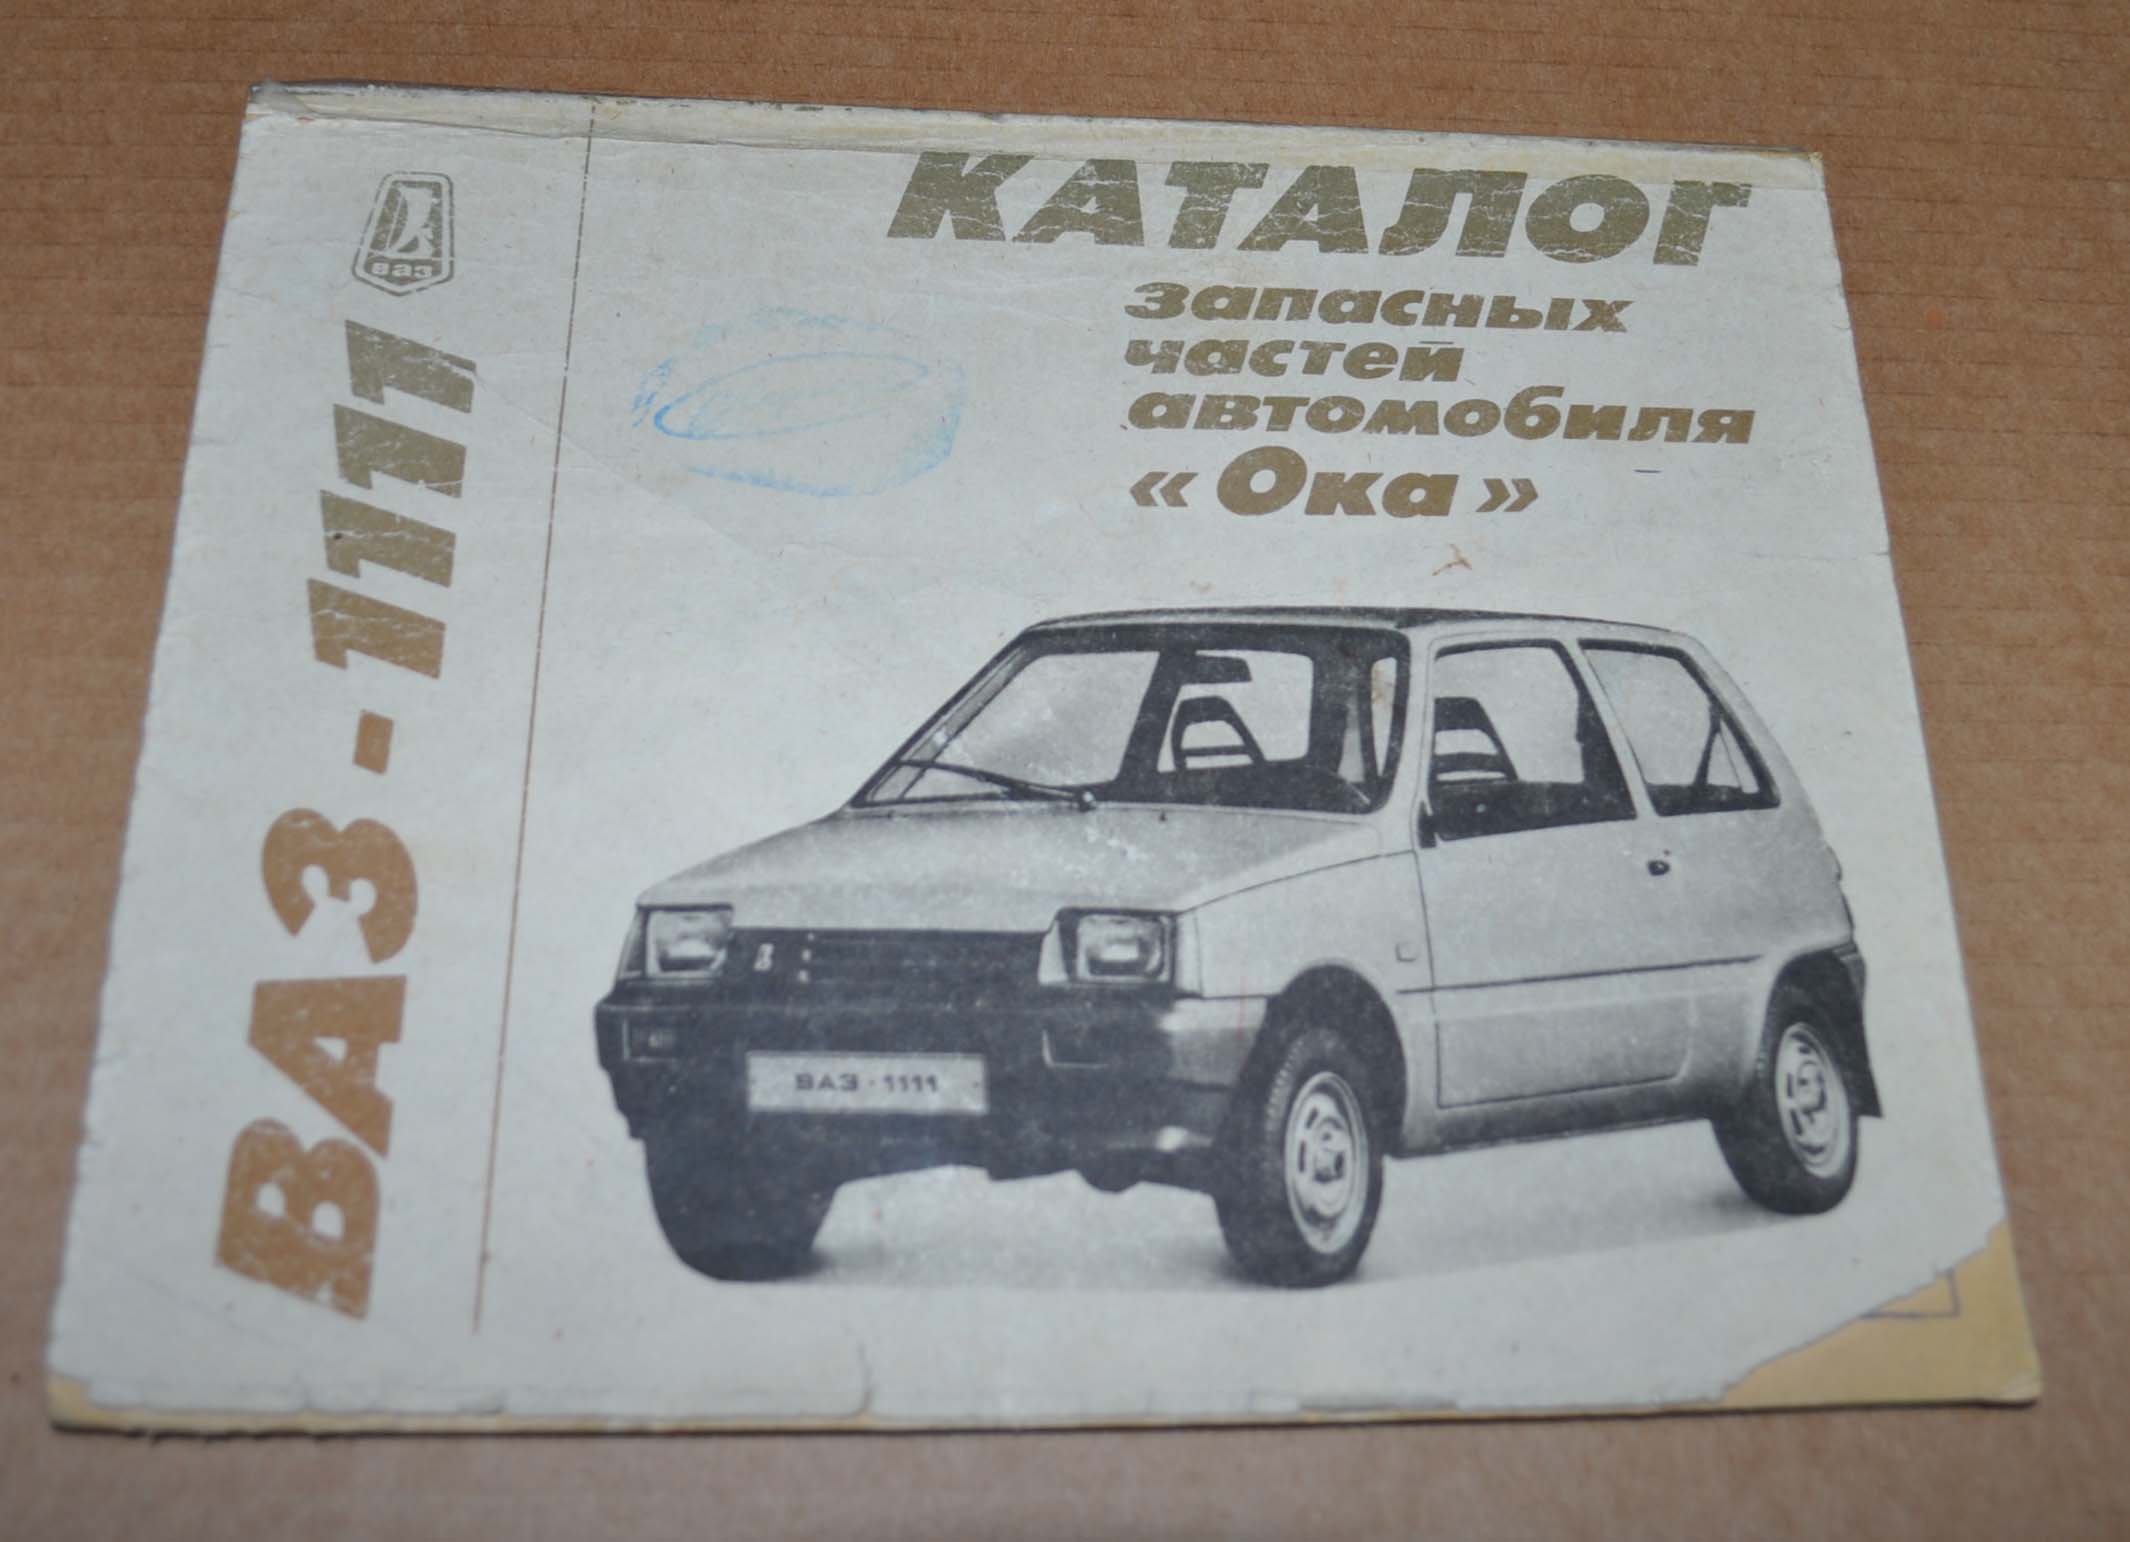 КАТАЛОГ
запасных
частей
автомобиля
«Ока»
ВАЗ-1111
ваз
ВАЗ-1111